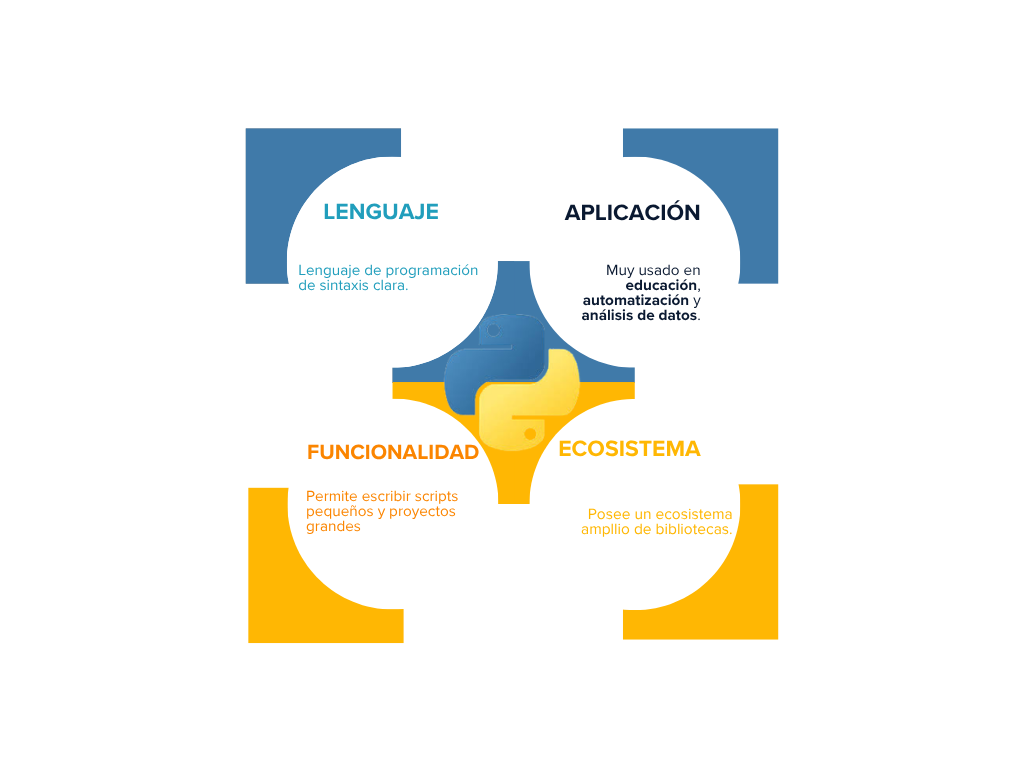 LENGUAJE
Lenguaje de programación
de sintaxis clara.
APLICACIÓN
Muy usado en
educación,
automatización y
análisis de datos.
FUNCIONALIDAD
Permite escribir scripts
pequeños y proyectos
grandes
ECOSISTEMA
Posee un ecosistema
ampllio de bibliotecas.